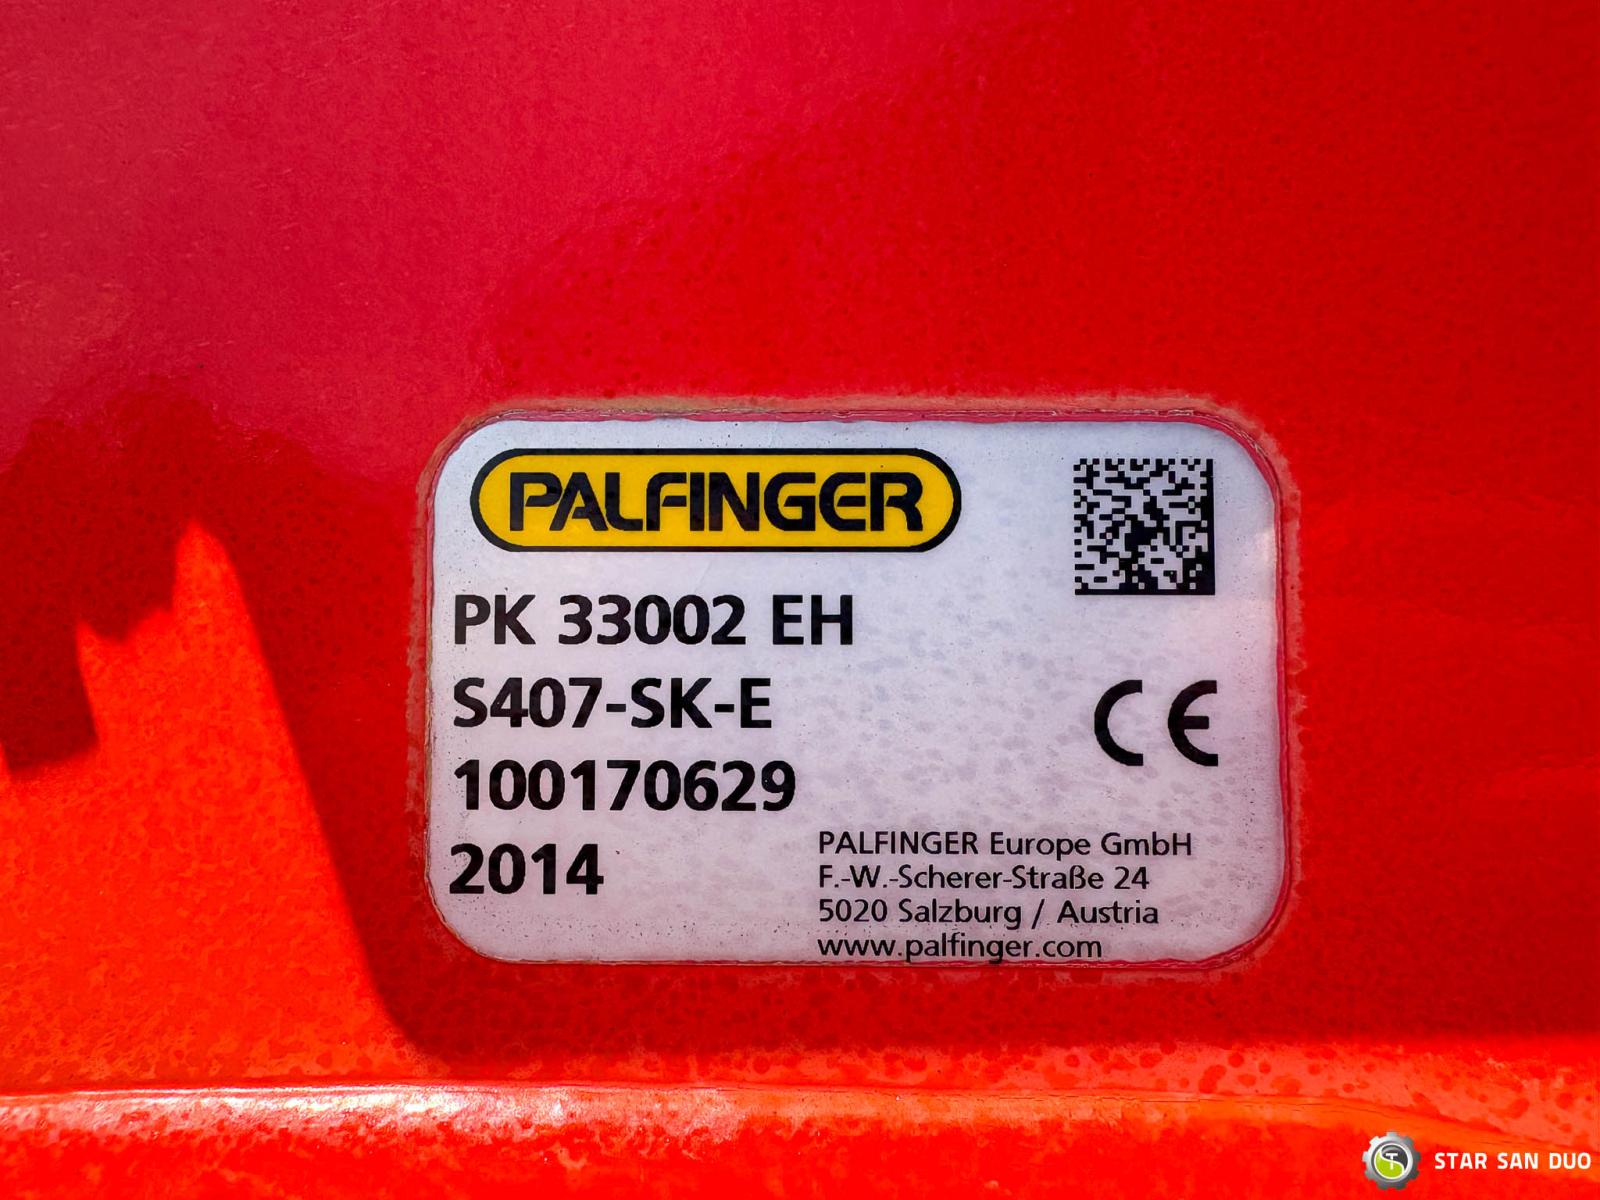 PALFINGER
PK 33002 EH
S407-SK-E
100170629
2014
CE
PALFINGER Europe GmbH
F.-W.-Scherer-Straße 24
5020 Salzburg / Austria
www.palfinger.com
STAR SAN DUO